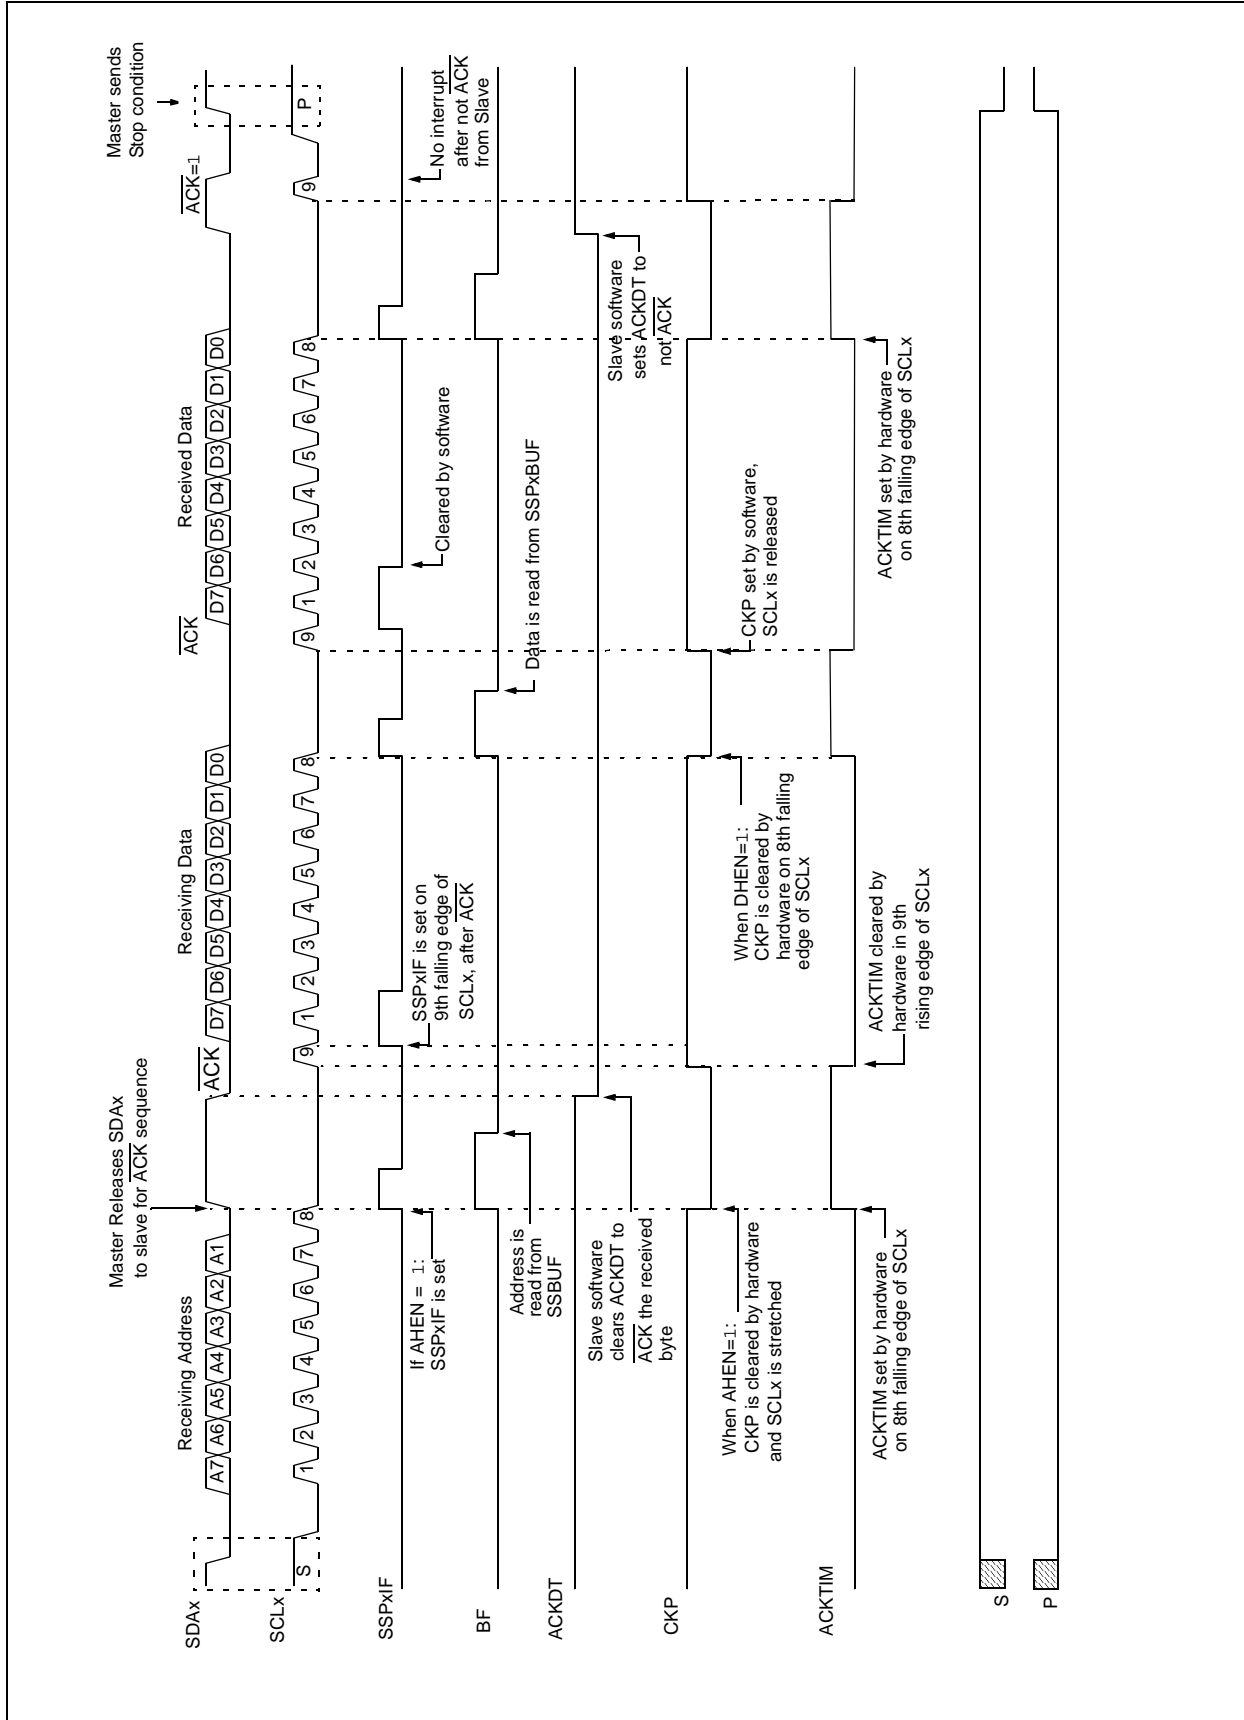 Master Releases SDAx
to slave for ACK sequence
Master sends
Stop condition
Receiving Address
Receiving Data
Received Data
ACK
ACK
ACK=1
SDAx
A7 A6 A5 A4 A3 A2 A1
D7 D6 D5 D4 D3 D2 D1 D0
D7 D6 D5 D4 D3 D2 D1 D0
SCLx
S
1 2 3 4 5 6 7 8 9
1 2 3 4 5 6 7 8 9
1 2 3 4 5 6 7 8 9
P
SSPxIF
If AHEN = 1:
SSPxIF is set
SSPxIF is set on
9th falling edge of
SCLx, after ACK
Cleared by software
No interrupt
after not ACK
from Slave
BF
Address is
read from
SSBUF
Data is read from SSPxBUF
ACKDT
Slave software
clears ACKDT to
ACK the received
byte
Slave software
sets ACKDT to
not ACK
CKP
When AHEN=1:
CKP is cleared by hardware
and SCLx is stretched
When DHEN=1:
CKP is cleared by
hardware on 8th falling
edge of SCLx
CKP set by software,
SCLx is released
ACKTIM
ACKTIM set by hardware
on 8th falling edge of SCLx
ACKTIM cleared by
hardware in 9th
rising edge of SCLx
ACKTIM set by hardware
on 8th falling edge of SCLx
S
P